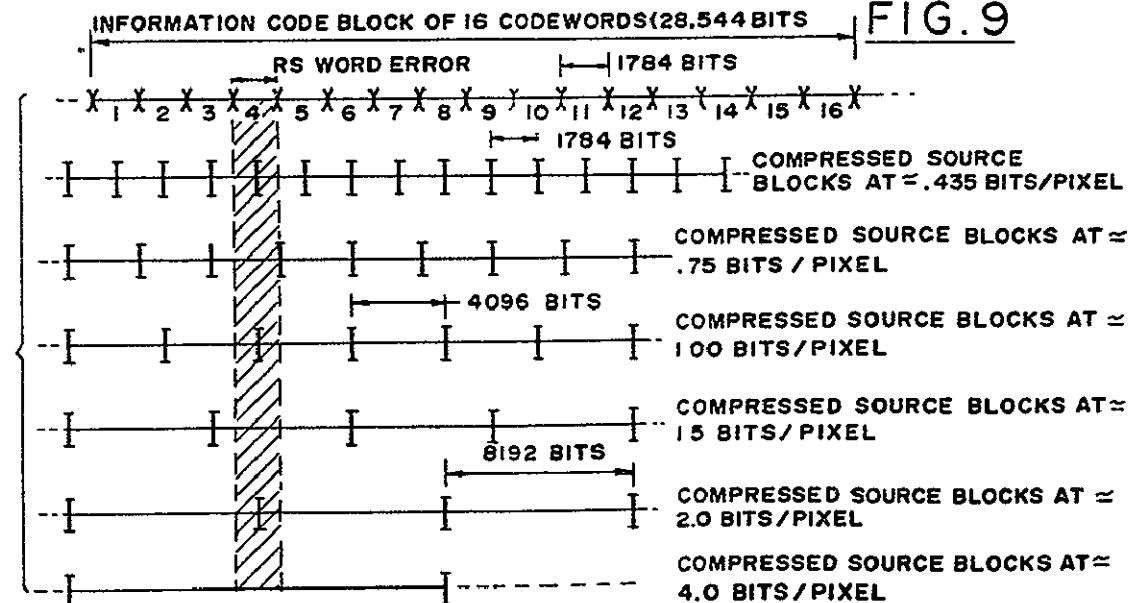 FIG. 9
INFORMATION CODE BLOCK OF 16 CODEWORDS(28.544 BITS
RS WORD ERROR
1784 BITS
1 2 3 4 5 6 7 8 9 10 11 12 13 14 15 16
1784 BITS
COMPRESSED SOURCE
BLOCKS AT ≃ .435 BITS/PIXEL
COMPRESSED SOURCE BLOCKS AT ≃
.75 BITS / PIXEL
4096 BITS
COMPRESSED SOURCE BLOCKS AT ≃
1.00 BITS/PIXEL
COMPRESSED SOURCE BLOCKS AT ≃
1 5 BITS/PIXEL
8192 BITS
COMPRESSED SOURCE BLOCKS AT ≃
2.0 BITS/PIXEL
COMPRESSED SOURCE BLOCKS AT ≃
4.0 BITS/PIXEL